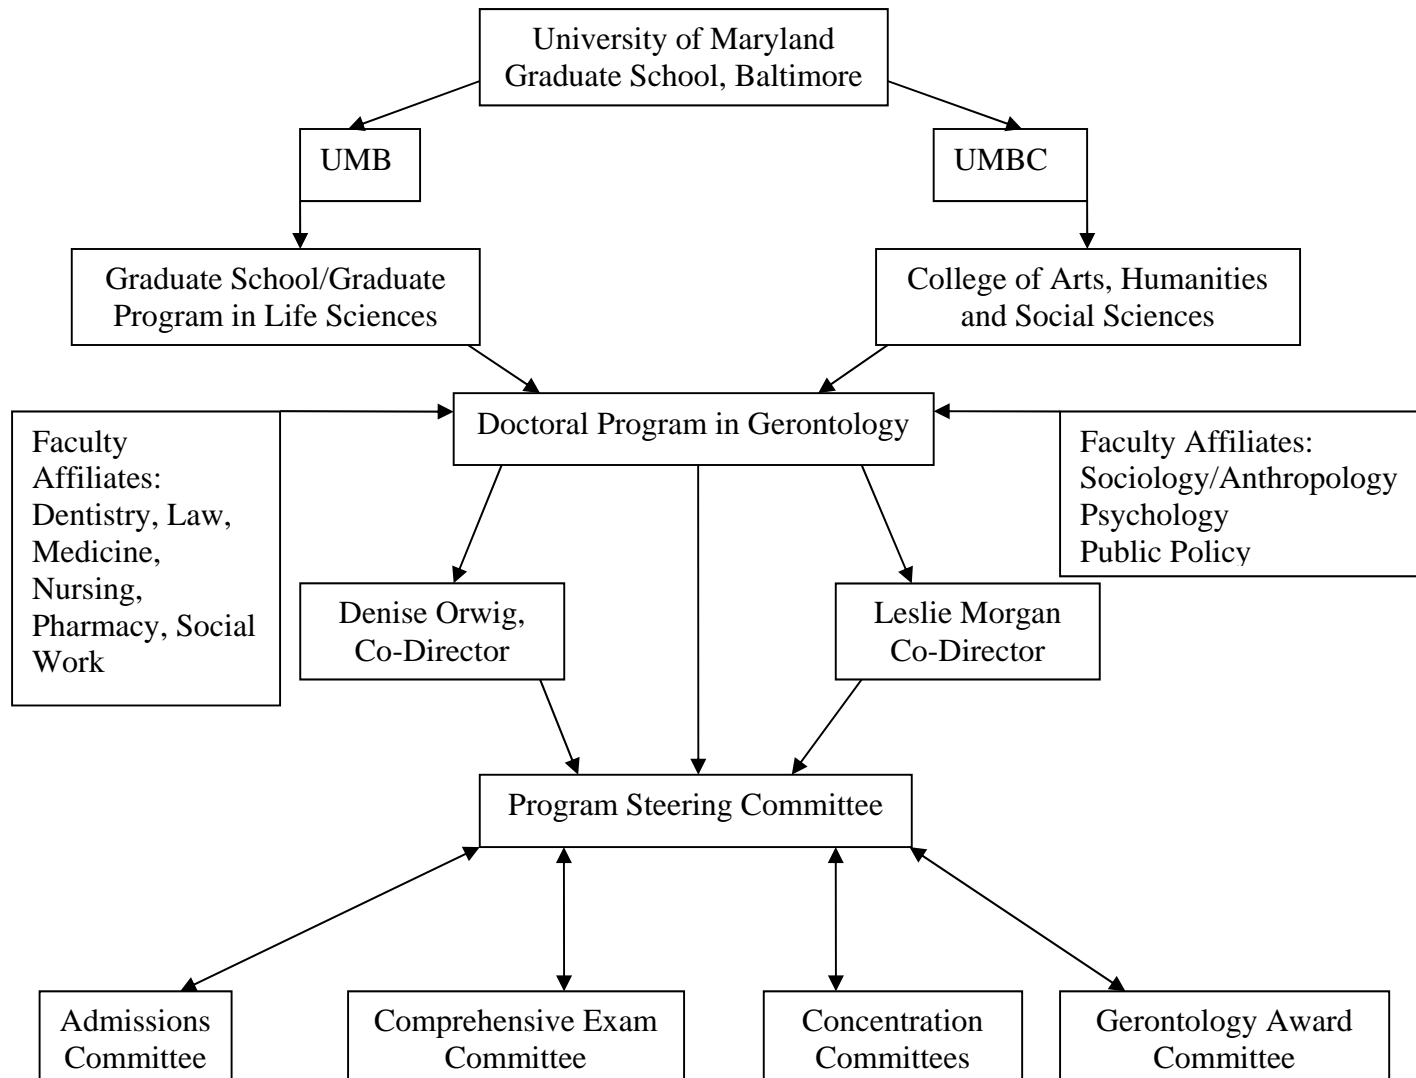 University of Maryland
Graduate School, Baltimore
UMB
UMBC
Graduate School/Graduate
Program in Life Sciences
College of Arts, Humanities
and Social Sciences
Doctoral Program in Gerontology
Faculty
Affiliates:
Dentistry, Law,
Medicine,
Nursing,
Pharmacy, Social
Work
Faculty Affiliates:
Sociology/Anthropology
Psychology
Public Policy
Denise Orwig,
Co-Director
Leslie Morgan
Co-Director
Program Steering Committee
Admissions
Committee
Comprehensive Exam
Committee
Concentration
Committees
Gerontology Award
Committee